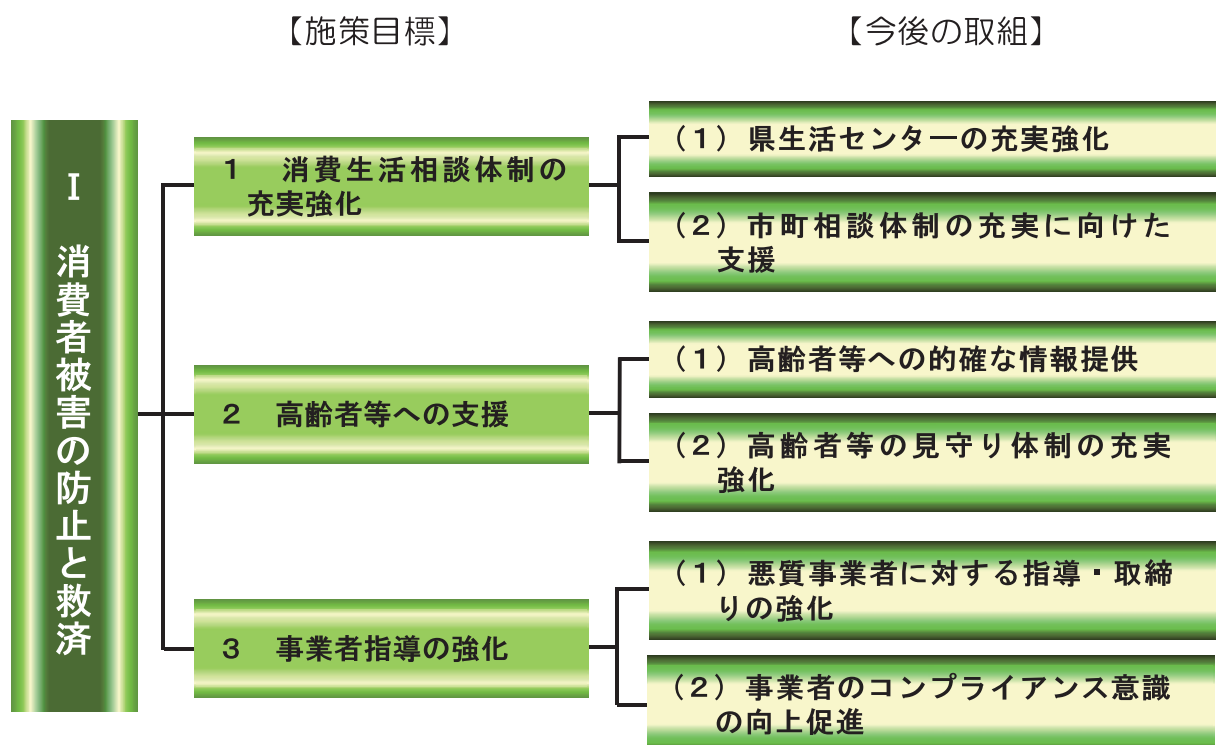 【施策目標】
【今後の取組】
Ⅰ 消費者被害の防止と救済
1 消費生活相談体制の
充実強化
(1)県生活センターの充実強化
(2)市町相談体制の充実に向けた
支援
2 高齢者等への支援
(1)高齢者等への的確な情報提供
(2)高齢者等の見守り体制の充実
強化
3 事業者指導の強化
(1)悪質事業者に対する指導・取締
りの強化
(2)事業者のコンプライアンス意識
の向上促進